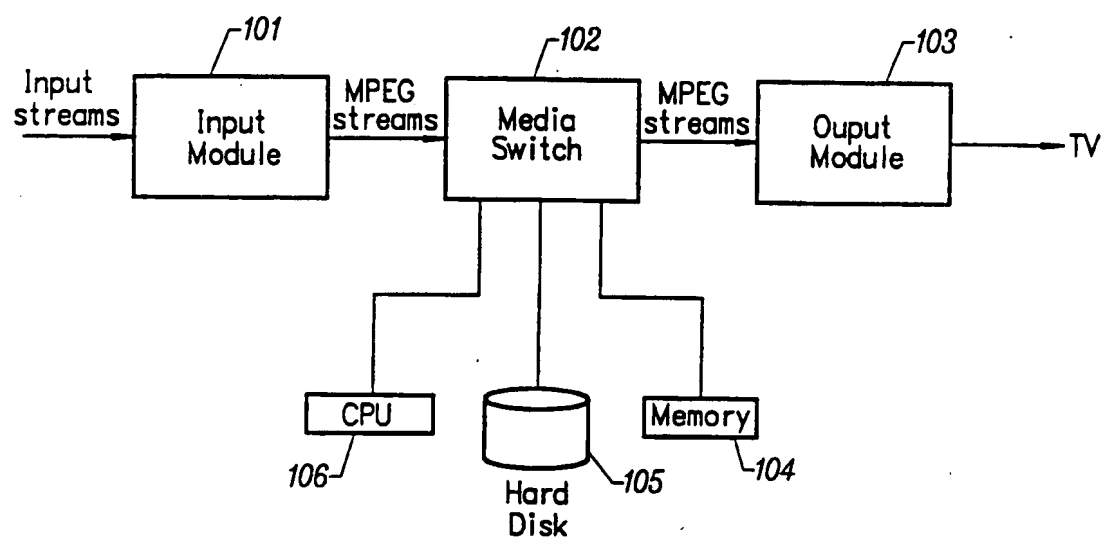 101
102
103
Input
streams
Input
Module
MPEG
streams
Media
Switch
MPEG
streams
Ouput
Module
TV
CPU
106
Hard
Disk
105
Memory
104